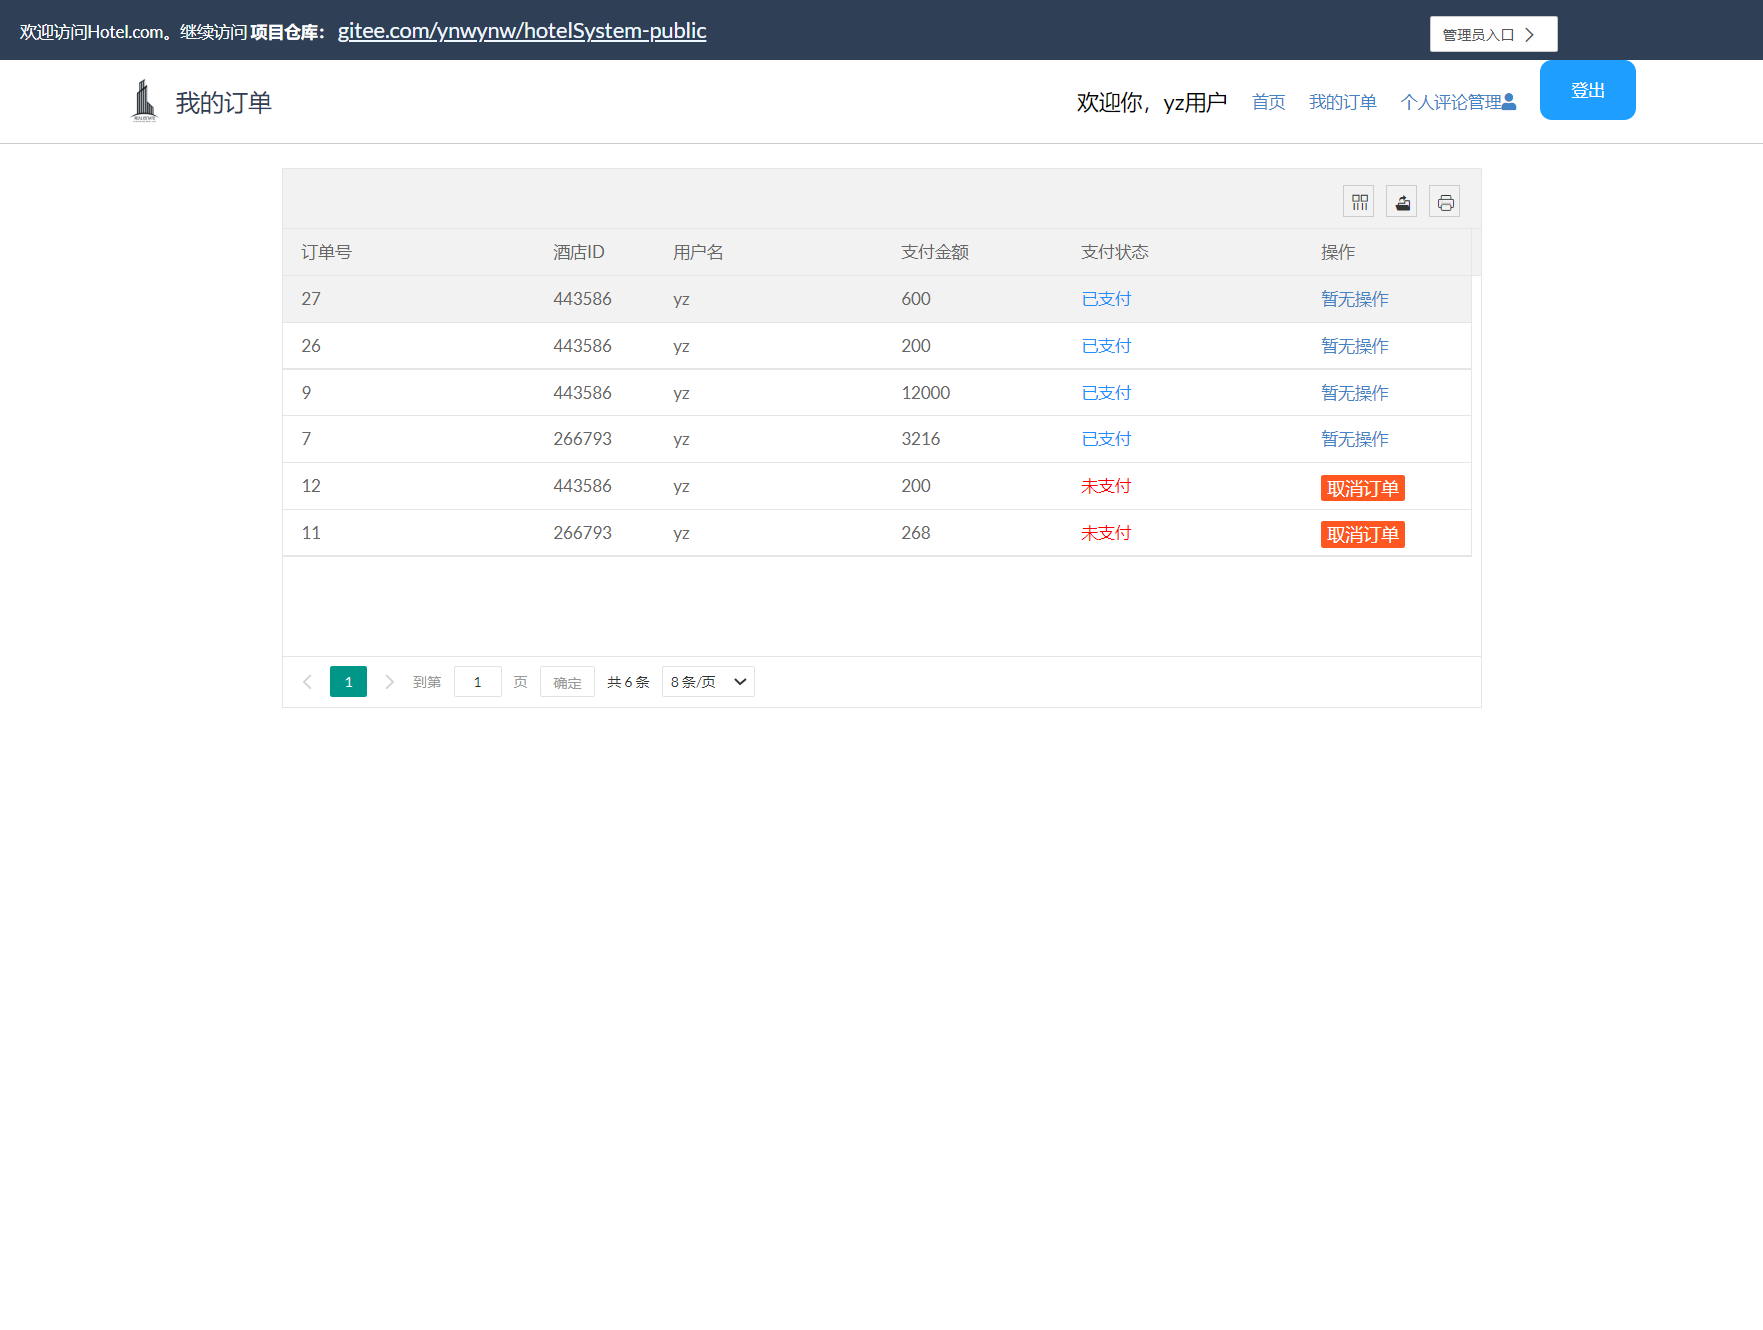 欢迎访问Hotel.com。继续访问 项目仓库： gitee.com/ynwynw/hotelSystem-public 管理员入口
我的订单 欢迎你，yz用户 首页 我的订单 个人评论管理 登出
订单号 酒店ID 用户名 支付金额 支付状态 操作
27 443586 yz 600 已支付 暂无操作
26 443586 yz 200 已支付 暂无操作
9 443586 yz 12000 已支付 暂无操作
7 266793 yz 3216 已支付 暂无操作
12 443586 yz 200 未支付 取消订单
11 266793 yz 268 未支付 取消订单
1 到第 1 页 确定 共 6 条 8 条/页